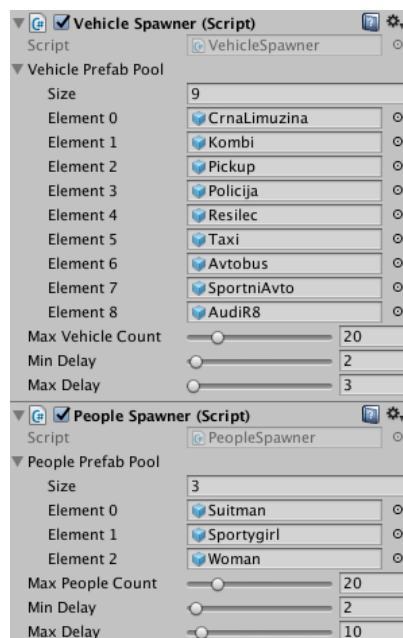 Vehicle Spawner (Script)
Script VehicleSpawner
Vehicle Prefab Pool
Size 9
Element 0 CrnaLimuzina
Element 1 Kombi
Element 2 Pickup
Element 3 Policija
Element 4 Resilec
Element 5 Taxi
Element 6 Avtobus
Element 7 SportniAvto
Element 8 AudiR8
Max Vehicle Count 20
Min Delay 2
Max Delay 3
People Spawner (Script)
Script PeopleSpawner
People Prefab Pool
Size 3
Element 0 Suitman
Element 1 Sportygirl
Element 2 Woman
Max People Count 20
Min Delay 2
Max Delay 10